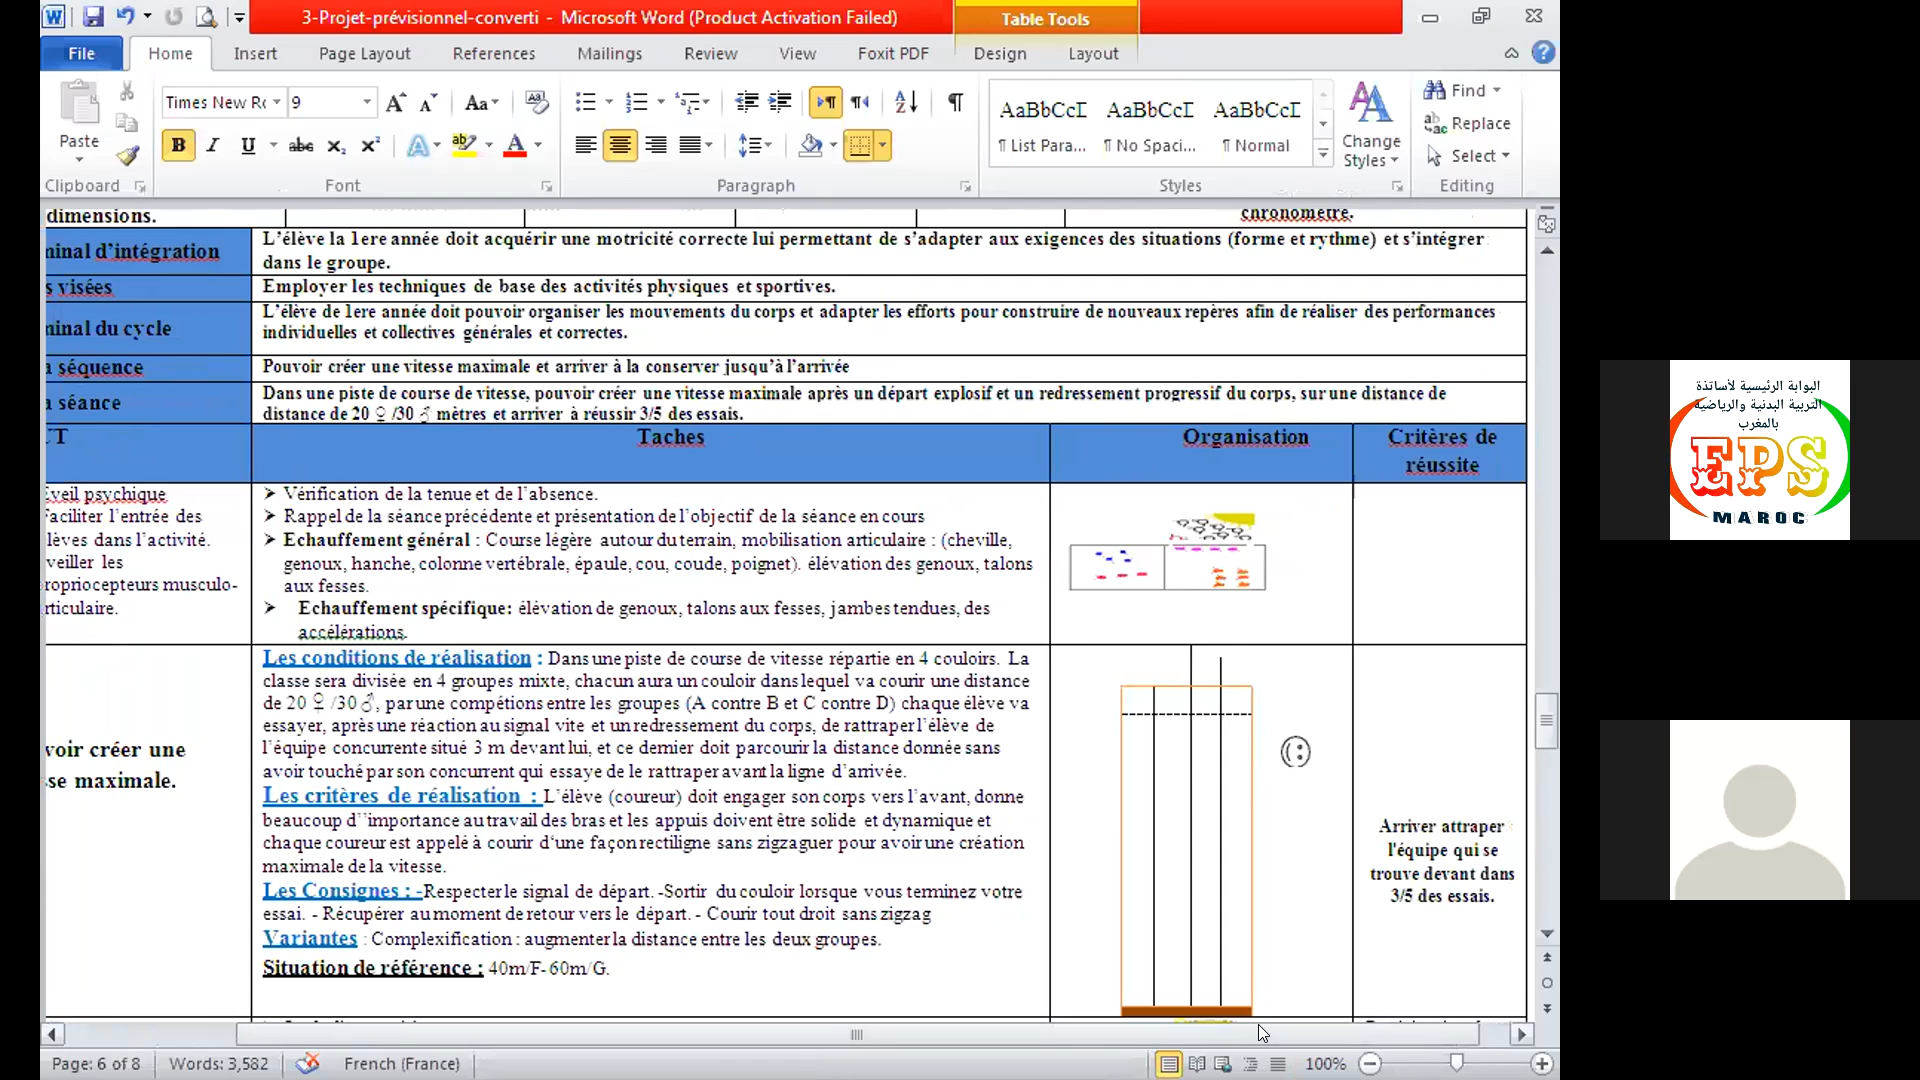 3-Projet-prévisionnel-converti - Microsoft Word (Product Activation Failed)
Table Tools
File Home Insert Page Layout References Mailings Review View Foxit PDF Design Layout
Times New Ro 9
Paste
Find
Replace
Select
AaBbCcI AaBbCcI AaBbCcI
¶ List Para... ¶ No Spaci... ¶ Normal
Change Styles
Clipboard Font Paragraph Styles Editing
dimensions.
chronomètre.
minal d'intégration
L'élève la 1ere année doit acquérir une motricité correcte lui permettant de s'adapter aux exigences des situations (forme et rythme) et s'intégrer
dans le groupe.
s visées
Employer les techniques de base des activités physiques et sportives.
minal du cycle
L'élève de 1ere année doit pouvoir organiser les mouvements du corps et adapter les efforts pour construire de nouveaux repères afin de réaliser des performances
individuelles et collectives générales et correctes.
a séquence
Pouvoir créer une vitesse maximale et arriver à la conserver jusqu'à l'arrivée
a séance
Dans une piste de course de vitesse, pouvoir créer une vitesse maximale après un départ explosif et un redressement progressif du corps, sur une distance de
distance de 20 ♀ /30 ♂ mètres et arriver à réussir 3/5 des essais.
CT
Taches
Organisation
Critères de
réussite
Eveil psychique
Faciliter l'entrée des
lèves dans l'activité.
veiller les
propriocepteurs musculo-
rticulaire.
➢ Vérification de la tenue et de l'absence.
➢ Rappel de la séance précédente et présentation de l'objectif de la séance en cours
➢ Echauffement général : Course légère autour du terrain, mobilisation articulaire : (cheville,
genoux, hanche, colonne vertébrale, épaule, cou, coude, poignet). élévation des genoux, talons
aux fesses.
➢ Echauffement spécifique: élévation de genoux, talons aux fesses, jambes tendues, des
accélérations.
voir créer une
sse maximale.
Les conditions de réalisation : Dans une piste de course de vitesse répartie en 4 couloirs. La
classe sera divisée en 4 groupes mixte, chacun aura un couloir dans lequel va courir une distance
de 20 ♀ /30♂, par une compétions entre les groupes (A contre B et C contre D) chaque élève va
essayer, après une réaction au signal vite et un redressement du corps, de rattraper l'élève de
l'équipe concurrente situé 3 m devant lui, et ce dernier doit parcourir la distance donnée sans
avoir touché par son concurrent qui essaye de le rattraper avant la ligne d'arrivée.
Les critères de réalisation : L'élève (coureur) doit engager son corps vers l'avant, donne
beaucoup d''importance au travail des bras et les appuis doivent être solide et dynamique et
chaque coureur est appelé à courir d'une façon rectiligne sans zigzaguer pour avoir une création
maximale de la vitesse.
Les Consignes : -Respecter le signal de départ. -Sortir du couloir lorsque vous terminez votre
essai. - Récupérer au moment de retour vers le départ. - Courir tout droit sans zigzag
Variantes : Complexification : augmenter la distance entre les deux groupes.
Situation de référence : 40m/F- 60m/G.
Arriver attraper
l'équipe qui se
trouve devant dans
3/5 des essais.
Page: 6 of 8 Words: 3,582 French (France) 100%
البوابة الرئيسية لأساتذة
التربية البدنية والرياضية
بالمغرب
EPS
MAROC